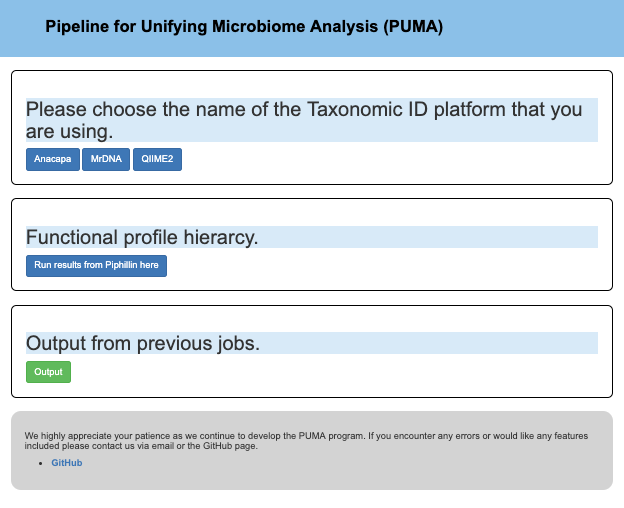 Pipeline for Unifying Microbiome Analysis (PUMA)
Please choose the name of the Taxonomic ID platform that you
are using.
Anacapa MrDNA QIIME2
Functional profile hierarcy.
Run results from Piphillin here
Output from previous jobs.
Output
We highly appreciate your patience as we continue to develop the PUMA program. If you encounter any errors or would like any features
included please contact us via email or the GitHub page.
• GitHub